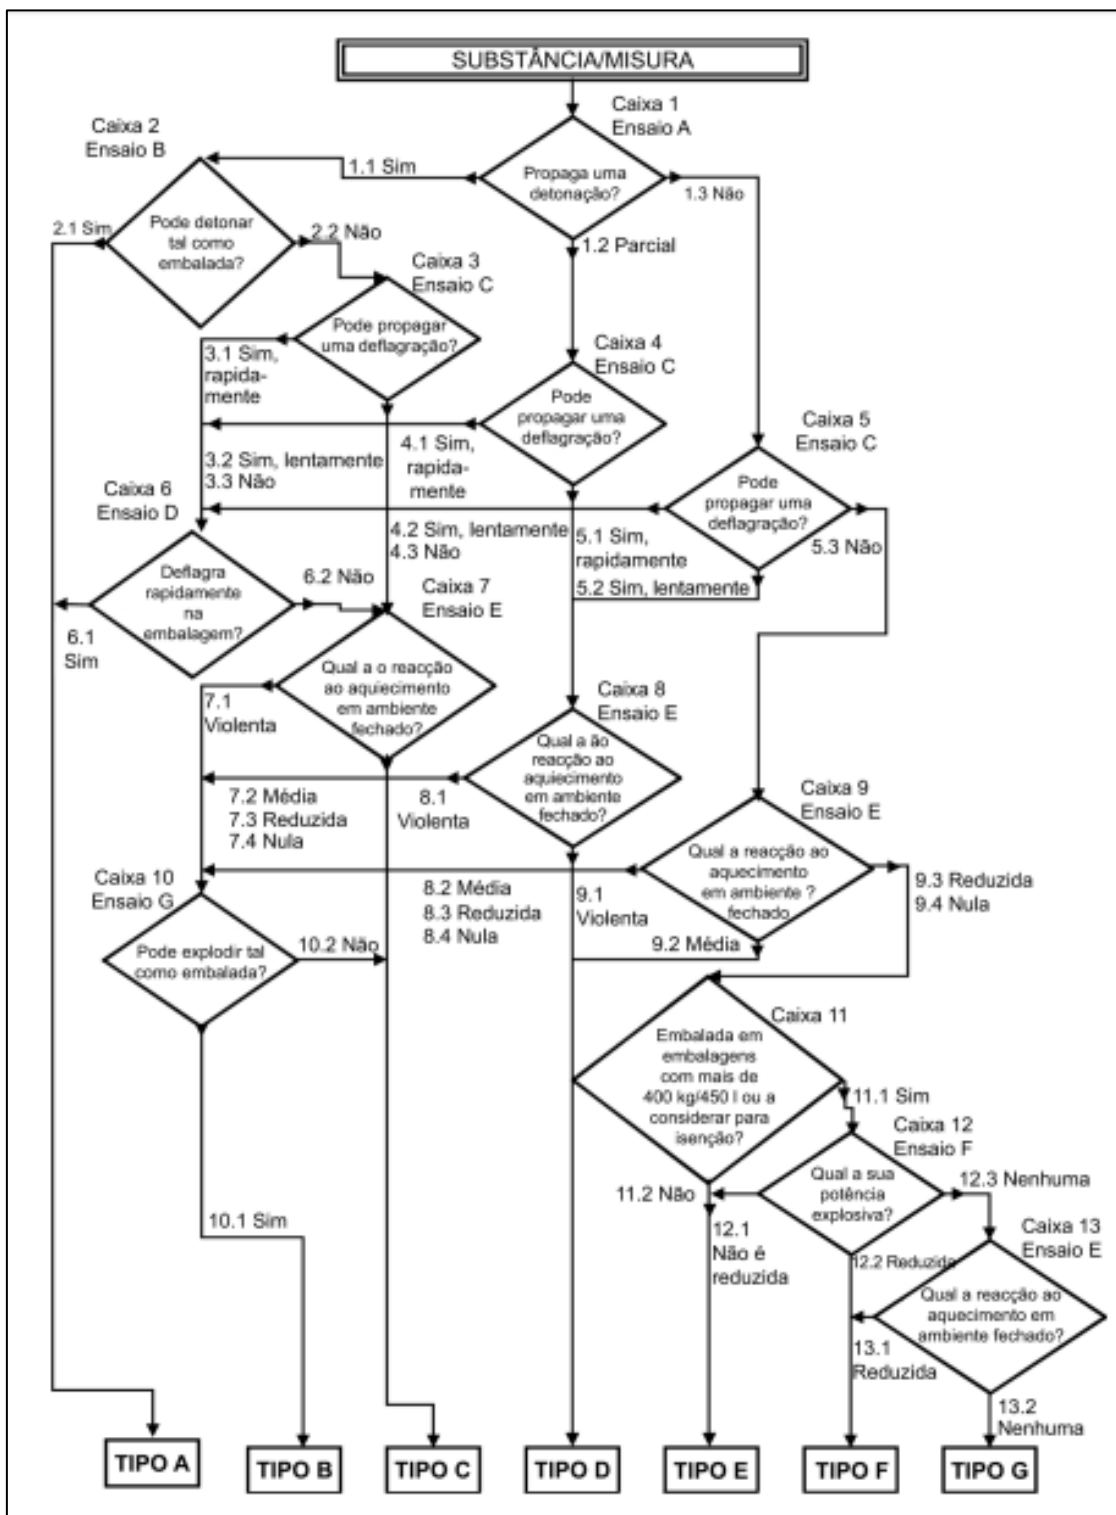 SUBSTÂNCIA/MISURA
Caixa 1
Ensaio A
Propaga uma
detonação?
1.1 Sim
1.2 Parcial
1.3 Não
Caixa 2
Ensaio B
Pode detonar
tal como
embalada?
2.1 Sim
2.2 Não
Caixa 3
Ensaio C
Pode propagar
uma deflagração?
3.1 Sim,
rapida-
mente
3.2 Sim, lentamente
3.3 Não
Caixa 4
Ensaio C
Pode
propagar uma
deflagração?
4.1 Sim,
rapida-
mente
4.2 Sim, lentamente
4.3 Não
Caixa 5
Ensaio C
Pode
propagar uma
deflagração?
5.1 Sim,
rapidamente
5.2 Sim, lentamente
5.3 Não
Caixa 6
Ensaio D
Deflagra
rapidamente
na
embalagem?
6.1
Sim
6.2 Não
Caixa 7
Ensaio E
Qual a o reacção
ao aquiecimento
em ambiente
fechado?
7.1
Violenta
7.2 Média
7.3 Reduzida
7.4 Nula
Caixa 8
Ensaio E
Qual a ão
reacção ao
aquiecimento
em ambiente
fechado?
8.1
Violenta
8.2 Média
8.3 Reduzida
8.4 Nula
Caixa 9
Ensaio E
Qual a reacção ao
aquecimento
em ambiente ?
fechado
9.1
Violenta
9.2 Média
9.3 Reduzida
9.4 Nula
Caixa 10
Ensaio G
Pode explodir tal
como embalada?
10.1 Sim
10.2 Não
Caixa 11
Embalada em
embalagens
com mais de
400 kg/450 l ou a
considerar para
isenção?
11.1 Sim
11.2 Não
Caixa 12
Ensaio F
Qual a sua
potência
explosiva?
12.1
Não é
reduzida
12.2 Reduzida
12.3 Nenhuma
Caixa 13
Ensaio E
Qual a reacção ao
aquecimento em
ambiente fechado?
13.1
Reduzida
13.2
Nenhuma
TIPO A
TIPO B
TIPO C
TIPO D
TIPO E
TIPO F
TIPO G